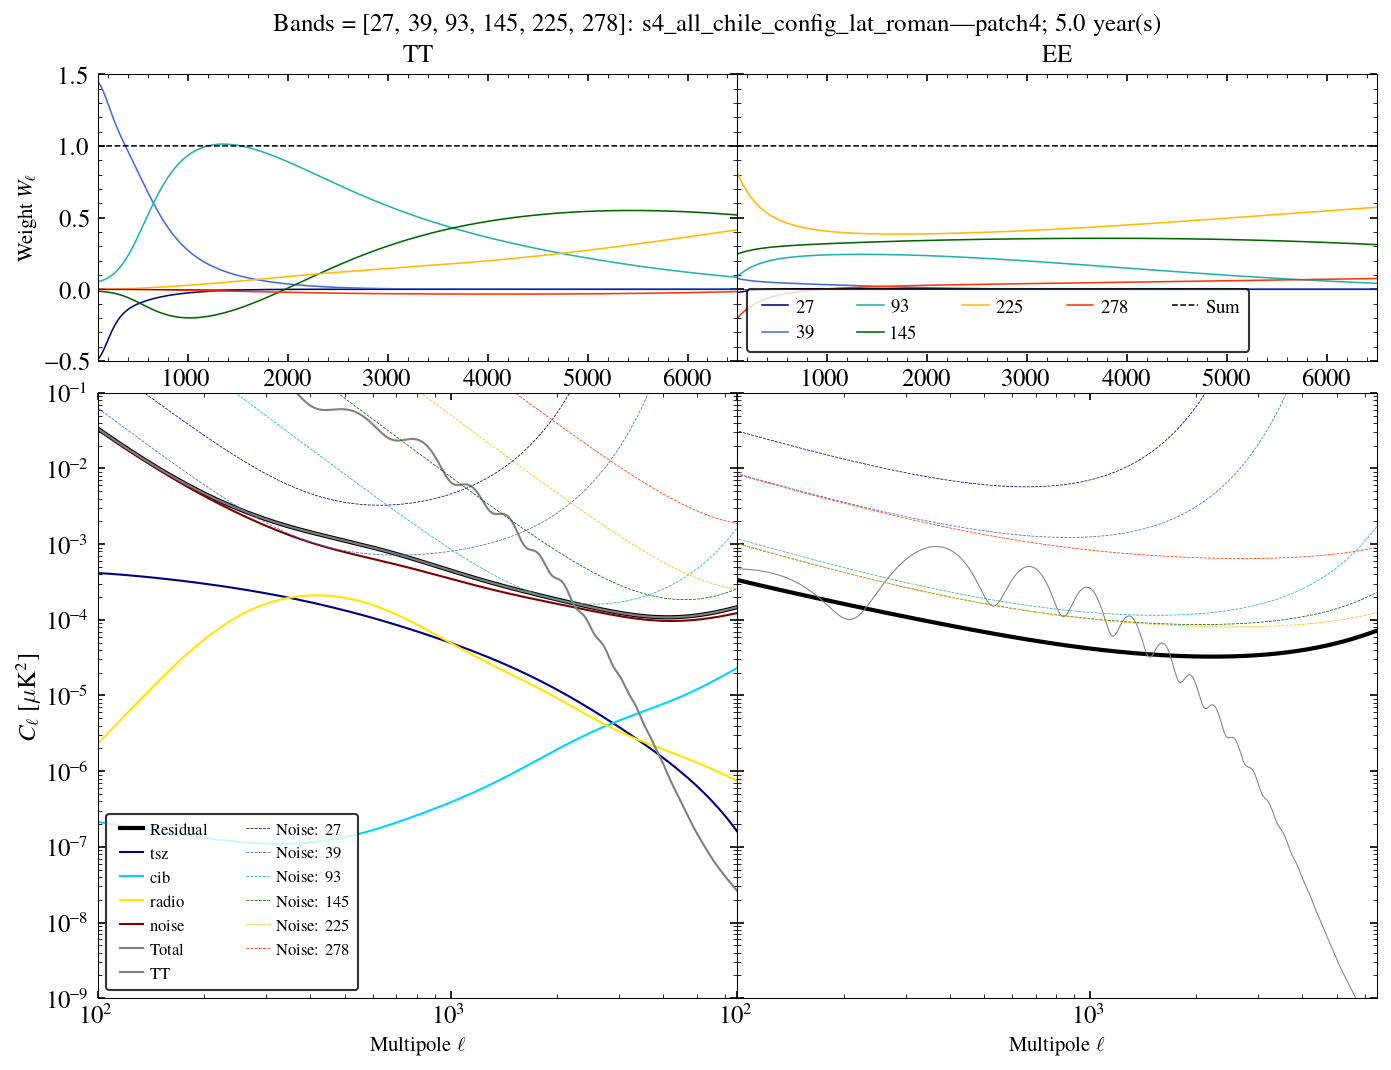 Bands = [27, 39, 93, 145, 225, 278]: s4_all_chile_config_lat_roman—patch4; 5.0 year(s)
TT EE
1.5
1.0
0.5
0.0
−0.5
Weight W_ℓ
1000 2000 3000 4000 5000 6000
27 93 225 278 Sum
39 145
1000 2000 3000 4000 5000 6000
10^−1
10^−2
10^−3
10^−4
10^−5
10^−6
10^−7
10^−8
10^−9
C_ℓ [μK^2]
Residual Noise: 27
tsz Noise: 39
cib Noise: 93
radio Noise: 145
noise Noise: 225
Total Noise: 278
TT
10^2 10^3 10^2 10^3
Multipole ℓ Multipole ℓ